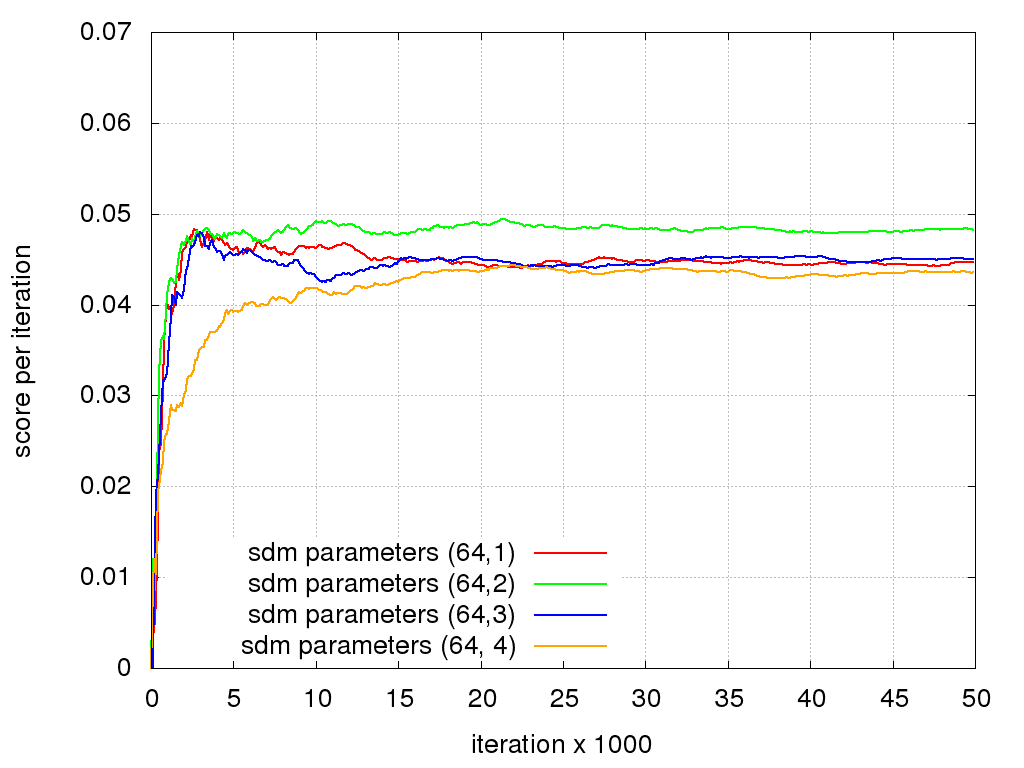 0.07
0.06
0.05
0.04
0.03
0.02
0.01
0
score per iteration
sdm parameters (64,1)
sdm parameters (64,2)
sdm parameters (64,3)
sdm parameters (64, 4)
0 5 10 15 20 25 30 35 40 45 50
iteration x 1000